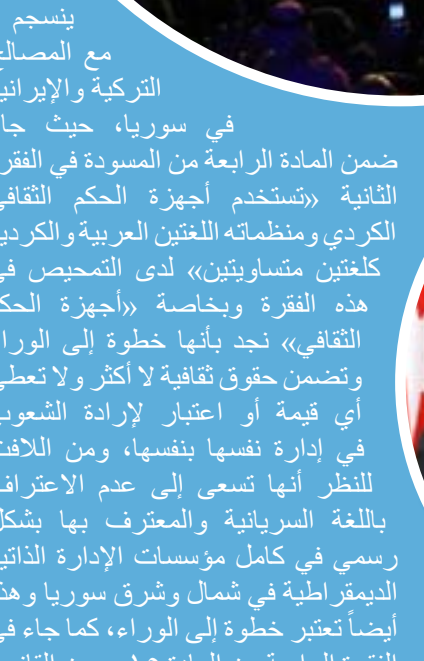 ينسجم
مع المصالح
التركية والإيرانية
في سوريا، حيث جاء
ضمن المادة الرابعة من المسودة في الفقرة
الثانية «تستخدم أجهزة الحكم الثقافي
الكردي ومنظماته اللغتين العربية والكردية
كلغتين متساويتين» لدى التمحيص في
هذه الفقرة وبخاصة «أجهزة الحكم
الثقافي» نجد بأنها خطوة إلى الوراء
وتضمن حقوق ثقافية لا أكثر ولا تعطي
أي قيمة أو اعتبار لإرادة الشعوب
في إدارة نفسها بنفسها، ومن اللافت
للنظر أنها تسعى إلى عدم الاعتراف
باللغة السريانية والمعترف بها بشكل
رسمي في كامل مؤسسات الإدارة الذاتية
الديمقراطية في شمال وشرق سوريا وهذا
أيضاً تعتبر خطوة إلى الوراء، كما جاء في